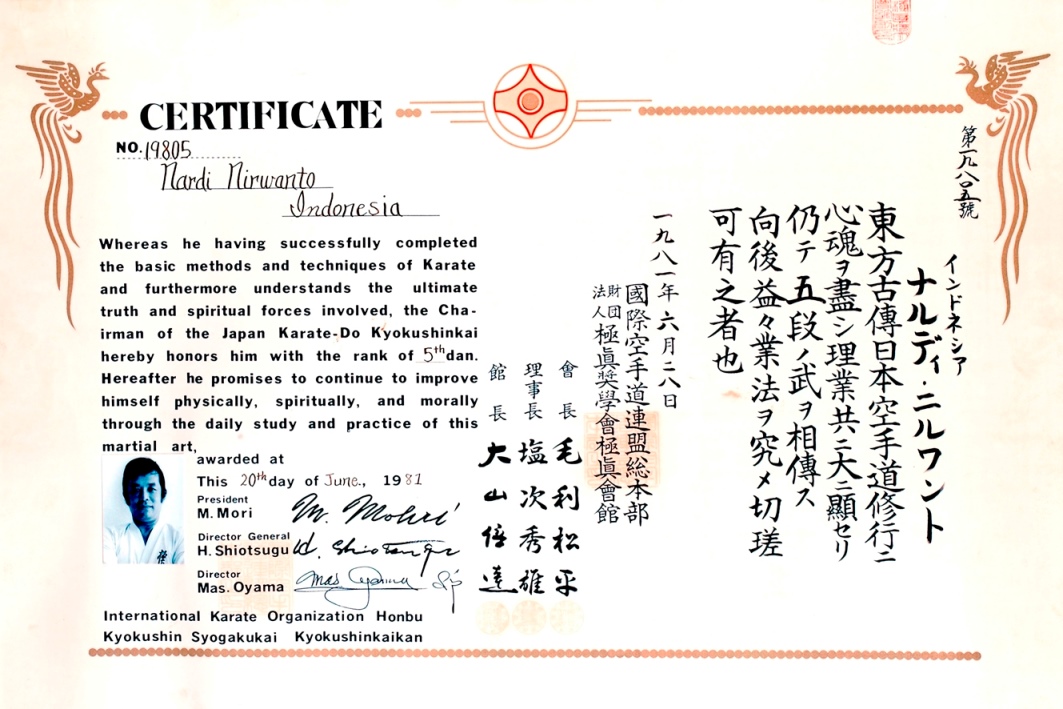 CERTIFICATE
NO. 19805
Nardi Nirwanto
Indonesia
Whereas he having successfully completed
the basic methods and techniques of Karate
and furthermore understands the ultimate
truth and spiritual forces involved, the Cha-
irman of the Japan Karate-Do Kyokushinkai
hereby honors him with the rank of 5th dan.
Hereafter he promises to continue to improve
himself physically, spiritually, and morally
through the daily study and practice of this
martial art,
awarded at
This 20th day of June., 1981
President
M. Mori
M. Mohri
Director General
H. Shiotsugu
H. Shiotsugu
Director
Mas. Oyama
Mas Oyama
International Karate Organization Honbu
Kyokushin Syogakukai Kyokushinkaikan
第一九八〇五號
インドネシア
ナルディ・ニルワント
東方古傳日本空手道修行ニ
心魂ヲ盡シ理業共ニ大ニ顯セリ
仍テ五段ノ武ヲ相傳ス
向後益々業法ヲ究メ切瑳
可有之者也
一九八一年六月二八日
國際空手道連盟総本部
財団法人極眞奨學會極眞會館
會長 毛利松平
理事長 塩次秀雄
館長 大山倍達